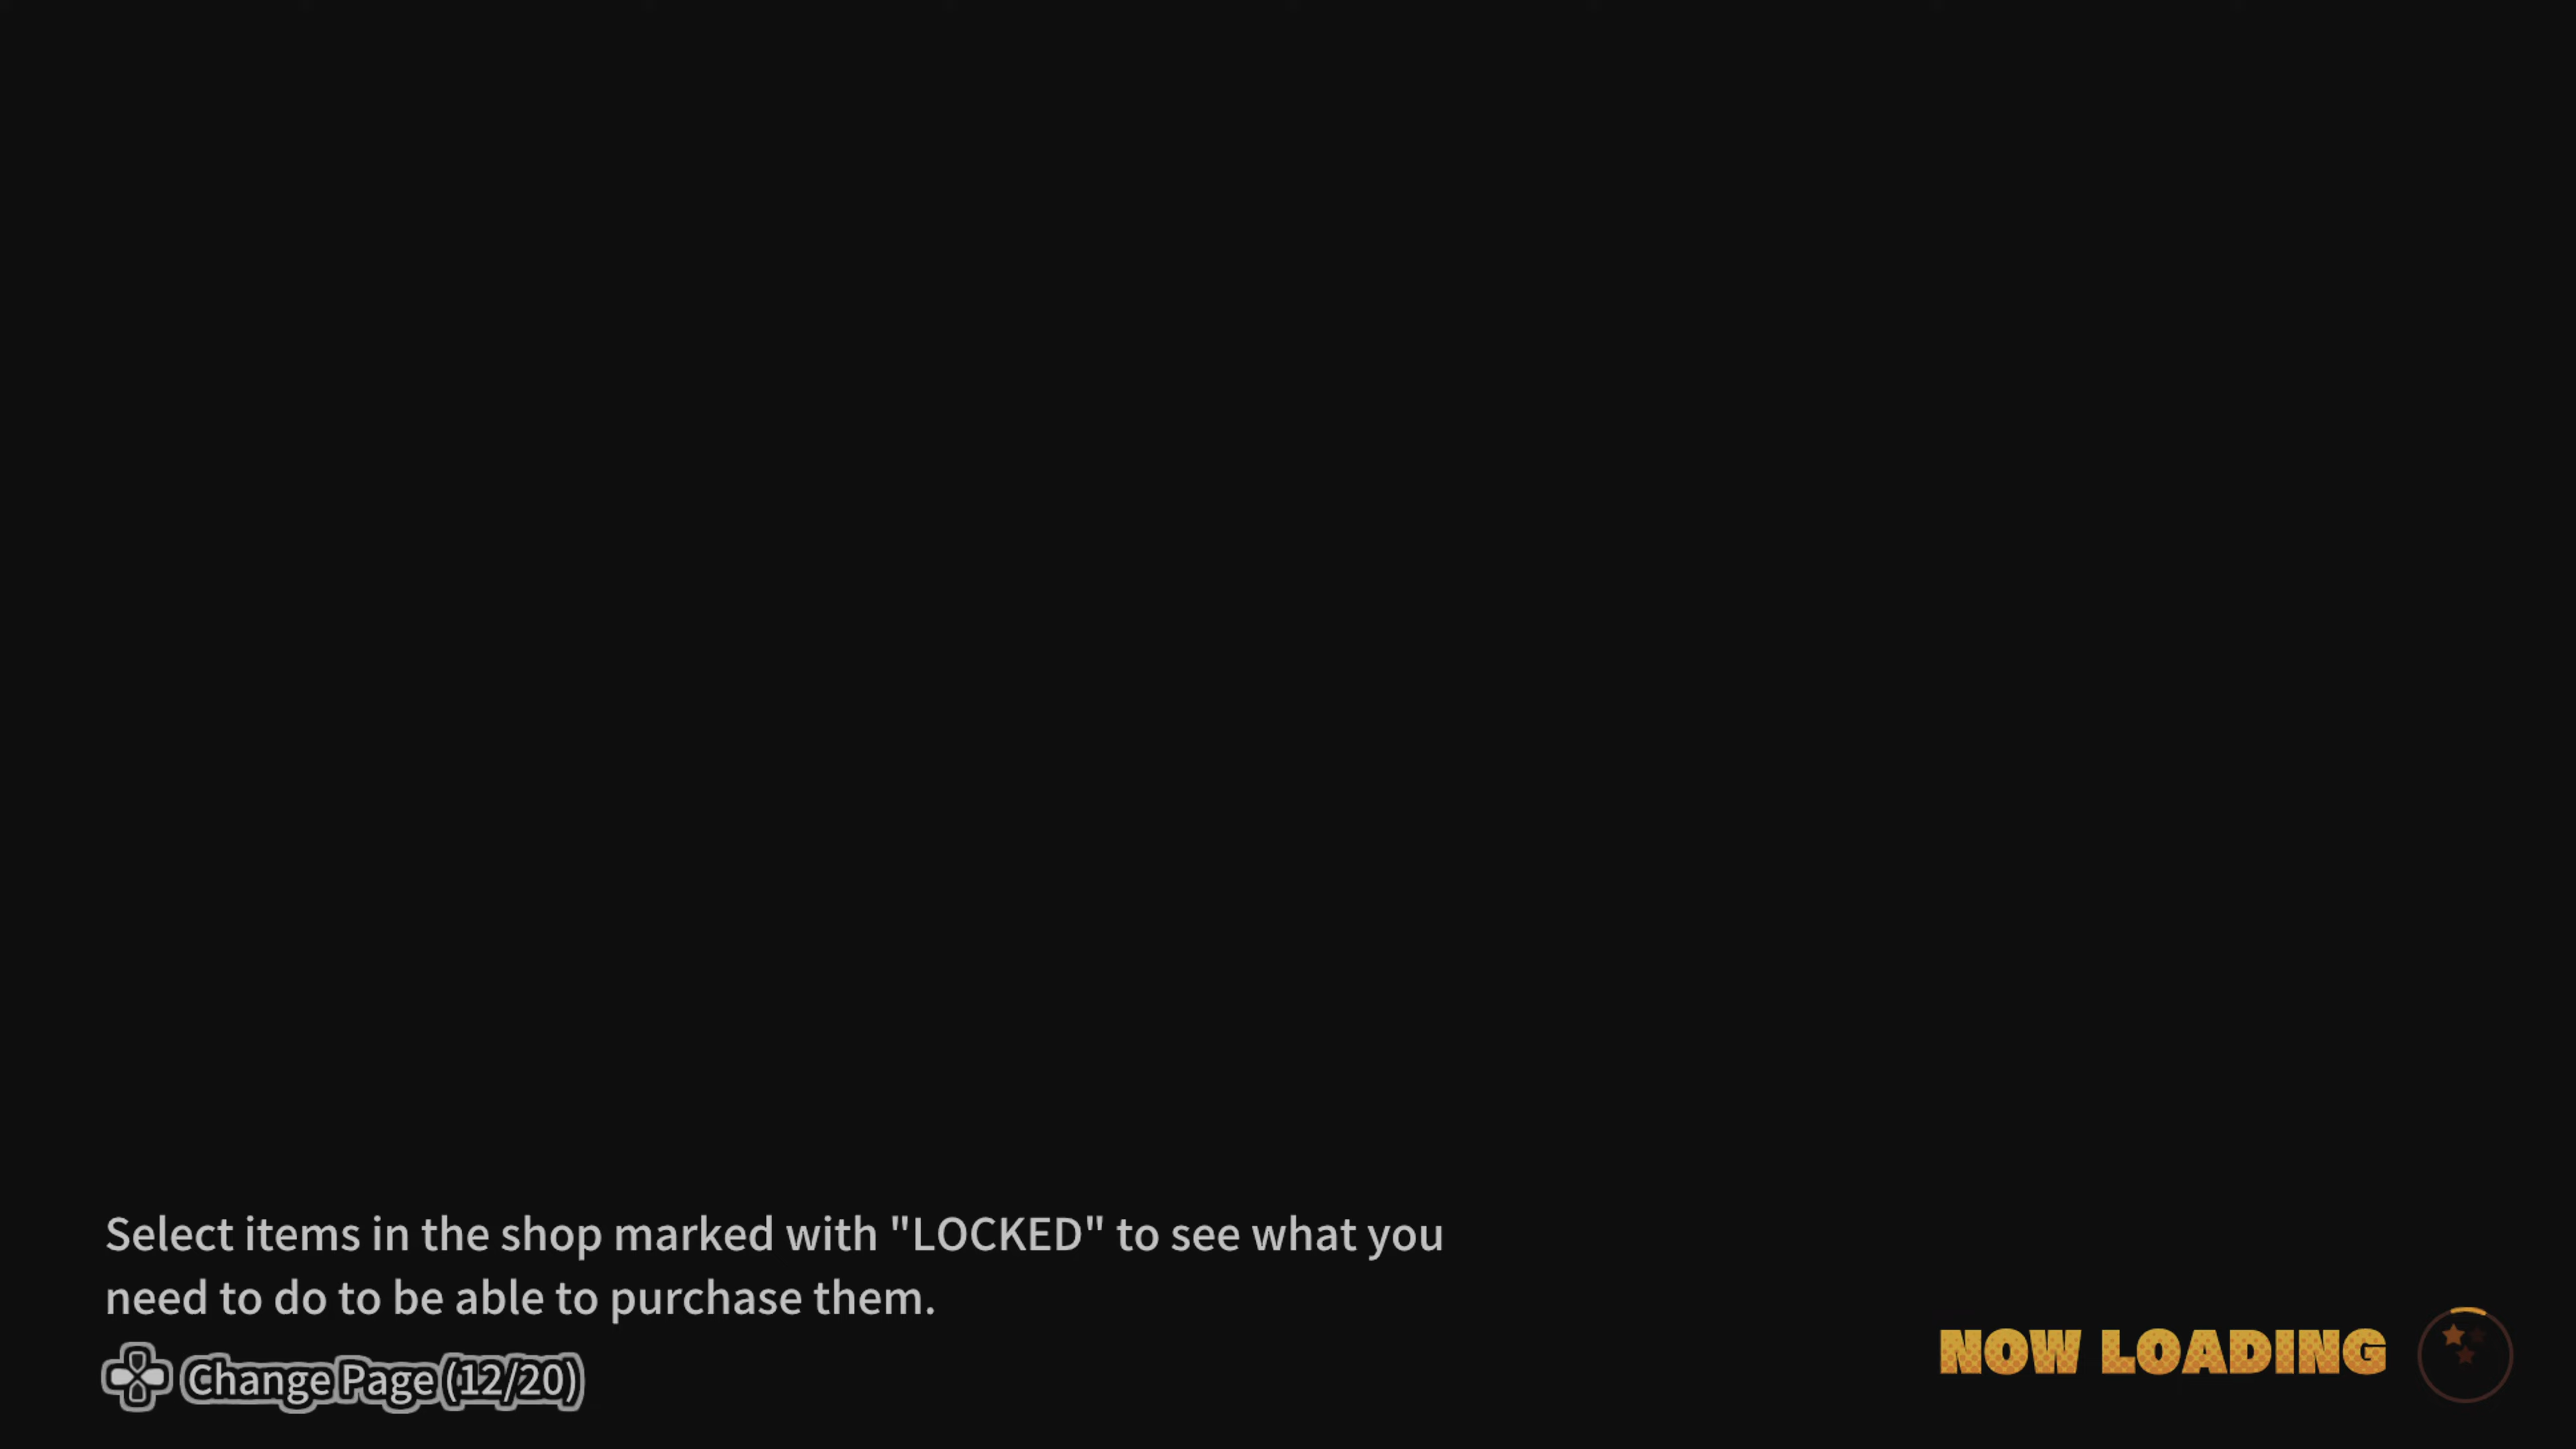 Select items in the shop marked with "LOCKED" to see what you
need to do to be able to purchase them.
Change Page (12/20)
NOW LOADING